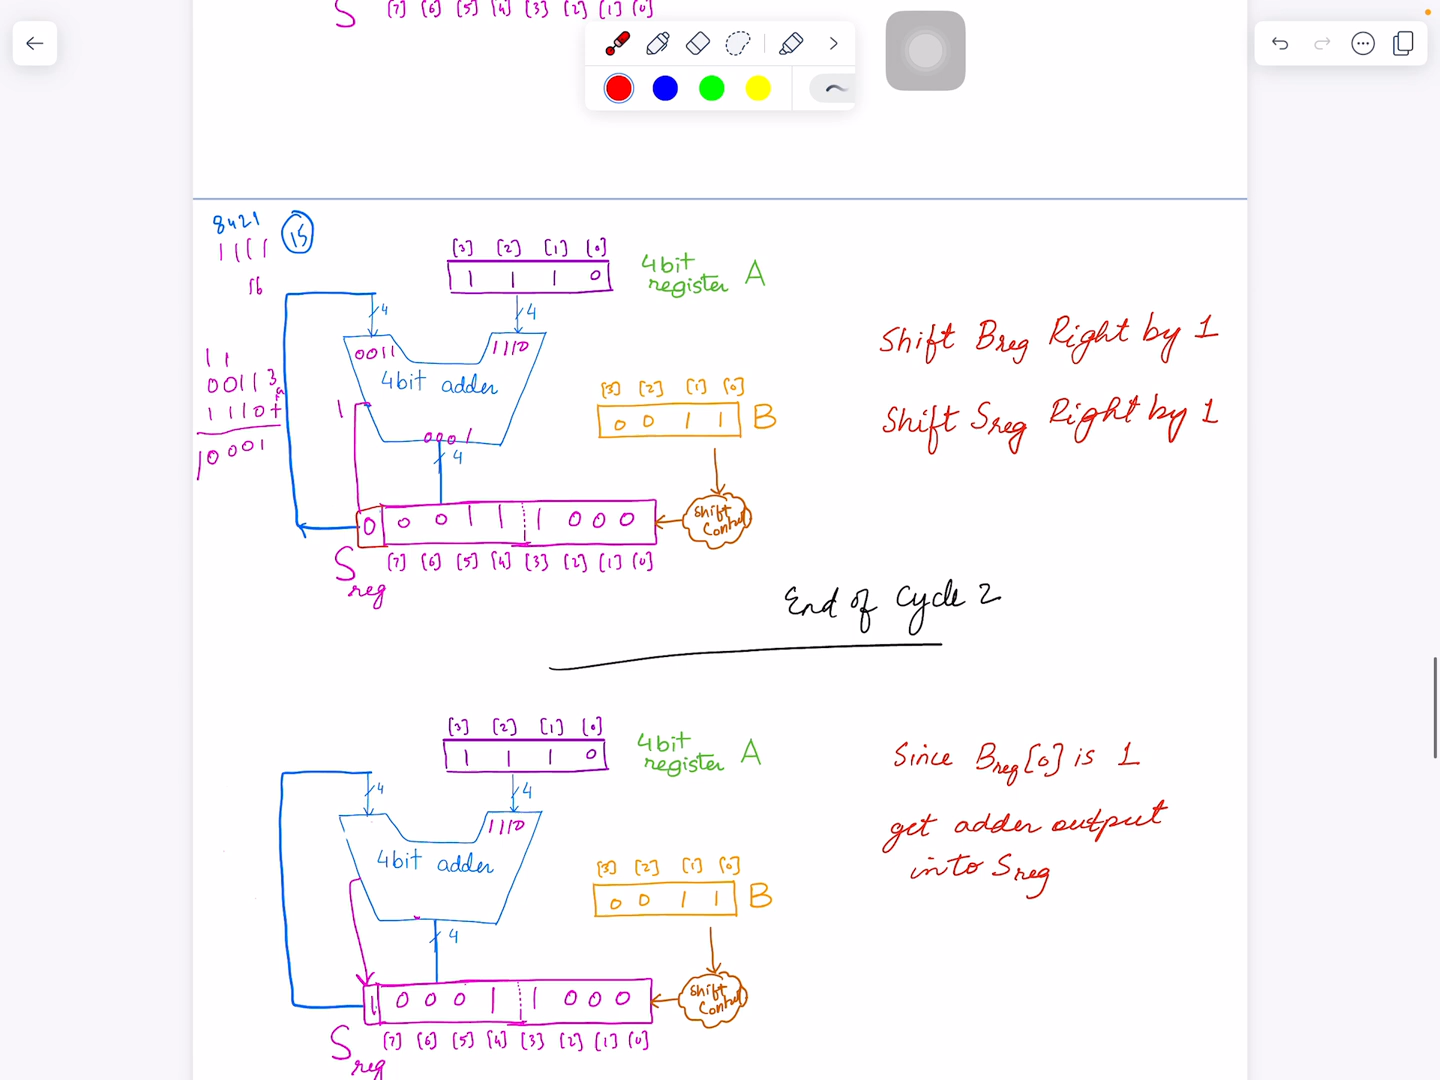 S [7] [6] [5] [4] [3] [2] [1] [0]
8421 15
1111
16
[3] [2] [1] [0]
1 1 1 0
4bit register A
4 4
0011 1110
4bit adder
1
0001
4
1 1
0011 3
1110 +
10001
[3] [2] [1] [0]
0 0 1 1 B
Shift Control
0 0 0 1 1 1 0 0 0
S reg [7] [6] [5] [4] [3] [2] [1] [0]
Shift Breg Right by 1
Shift Sreg Right by 1
End of Cycle 2
[3] [2] [1] [0]
1 1 1 0
4bit register A
4 4
1110
4bit adder
4
[3] [2] [1] [0]
0 0 1 1 B
Shift Control
1 0 0 0 1 1 0 0 0
S reg [7] [6] [5] [4] [3] [2] [1] [0]
Since Breg[0] is 1
get adder output
into Sreg